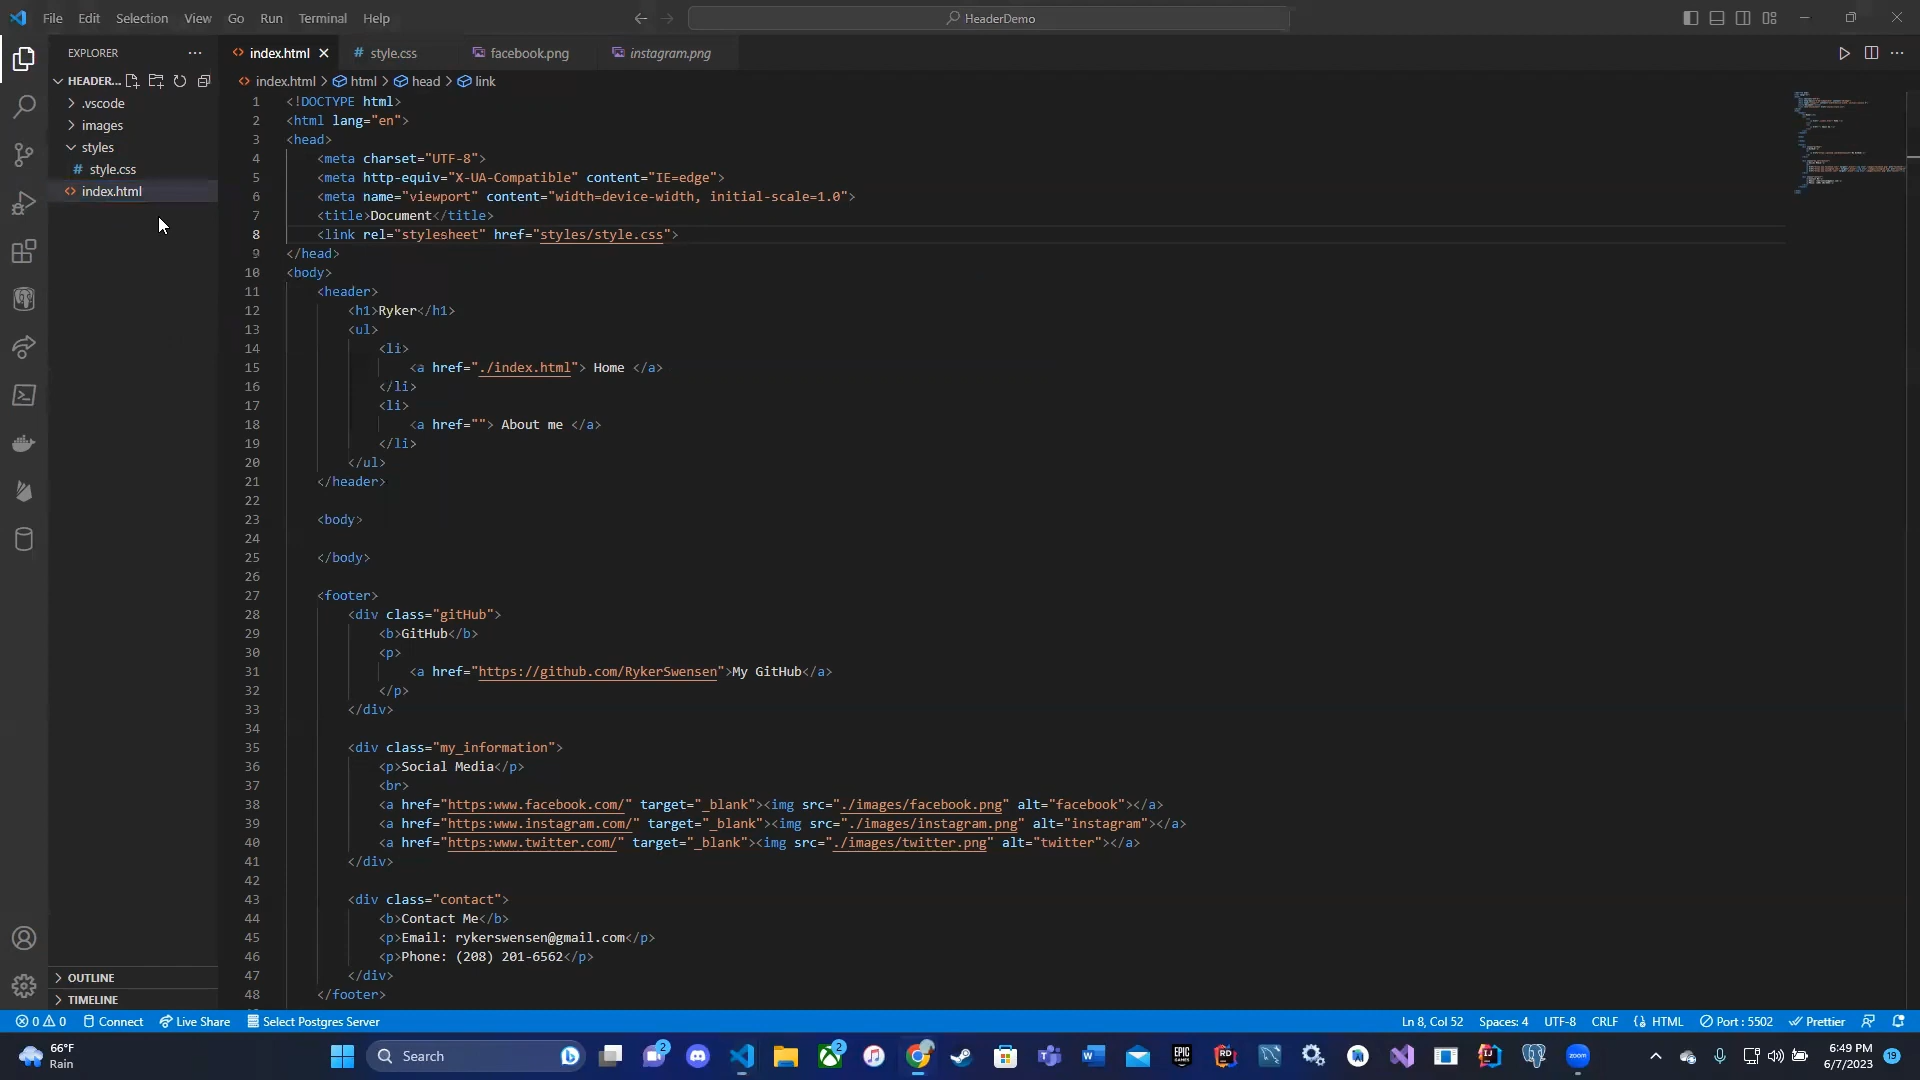 File Edit Selection View Go Run Terminal Help
HeaderDemo
EXPLORER
HEADER...
.vscode
images
styles
# style.css
<> index.html
OUTLINE
TIMELINE
<> index.html
# style.css
facebook.png
instagram.png
<> index.html > html > head > link
1 <!DOCTYPE html>
2 <html lang="en">
3 <head>
4 <meta charset="UTF-8">
5 <meta http-equiv="X-UA-Compatible" content="IE=edge">
6 <meta name="viewport" content="width=device-width, initial-scale=1.0">
7 <title>Document</title>
8 <link rel="stylesheet" href="styles/style.css">
9 </head>
10 <body>
11 <header>
12 <h1>Ryker</h1>
13 <ul>
14 <li>
15 <a href="./index.html"> Home </a>
16 </li>
17 <li>
18 <a href=""> About me </a>
19 </li>
20 </ul>
21 </header>
22
23 <body>
24
25 </body>
26
27 <footer>
28 <div class="gitHub">
29 <b>GitHub</b>
30 <p>
31 <a href="https://github.com/RykerSwensen">My GitHub</a>
32 </p>
33 </div>
34
35 <div class="my_information">
36 <p>Social Media</p>
37 <br>
38 <a href="https:www.facebook.com/" target="_blank"><img src="./images/facebook.png" alt="facebook"></a>
39 <a href="https:www.instagram.com/" target="_blank"><img src="./images/instagram.png" alt="instagram"></a>
40 <a href="https:www.twitter.com/" target="_blank"><img src="./images/twitter.png" alt="twitter"></a>
41 </div>
42
43 <div class="contact">
44 <b>Contact Me</b>
45 <p>Email: rykerswensen@gmail.com</p>
46 <p>Phone: (208) 201-6562</p>
47 </div>
48 </footer>
0 0 Connect Live Share Select Postgres Server
Ln 8, Col 52 Spaces: 4 UTF-8 CRLF {} HTML Port : 5502 Prettier
66°F
Rain
Search
2
2
EPIC
GAMES
RD
W
IJ
zoom
6:49 PM
6/7/2023
19